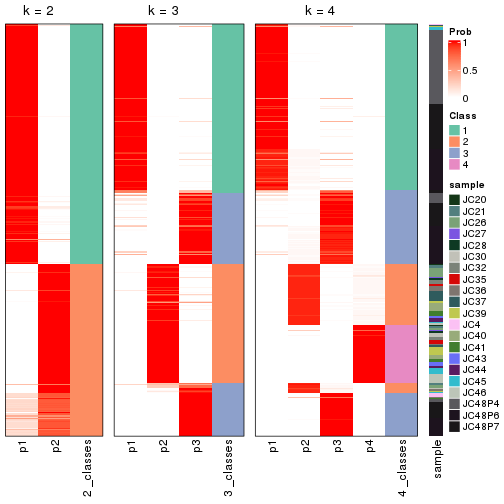 k = 2
k = 3
k = 4
p1
p2
2_classes
p1
p2
p3
3_classes
p1
p2
p3
p4
4_classes
sample
Prob
1
0.5
0
Class
1
2
3
4
sample
JC20
JC21
JC26
JC27
JC28
JC30
JC32
JC35
JC36
JC37
JC39
JC4
JC40
JC41
JC43
JC44
JC45
JC46
JC48P4
JC48P6
JC48P7